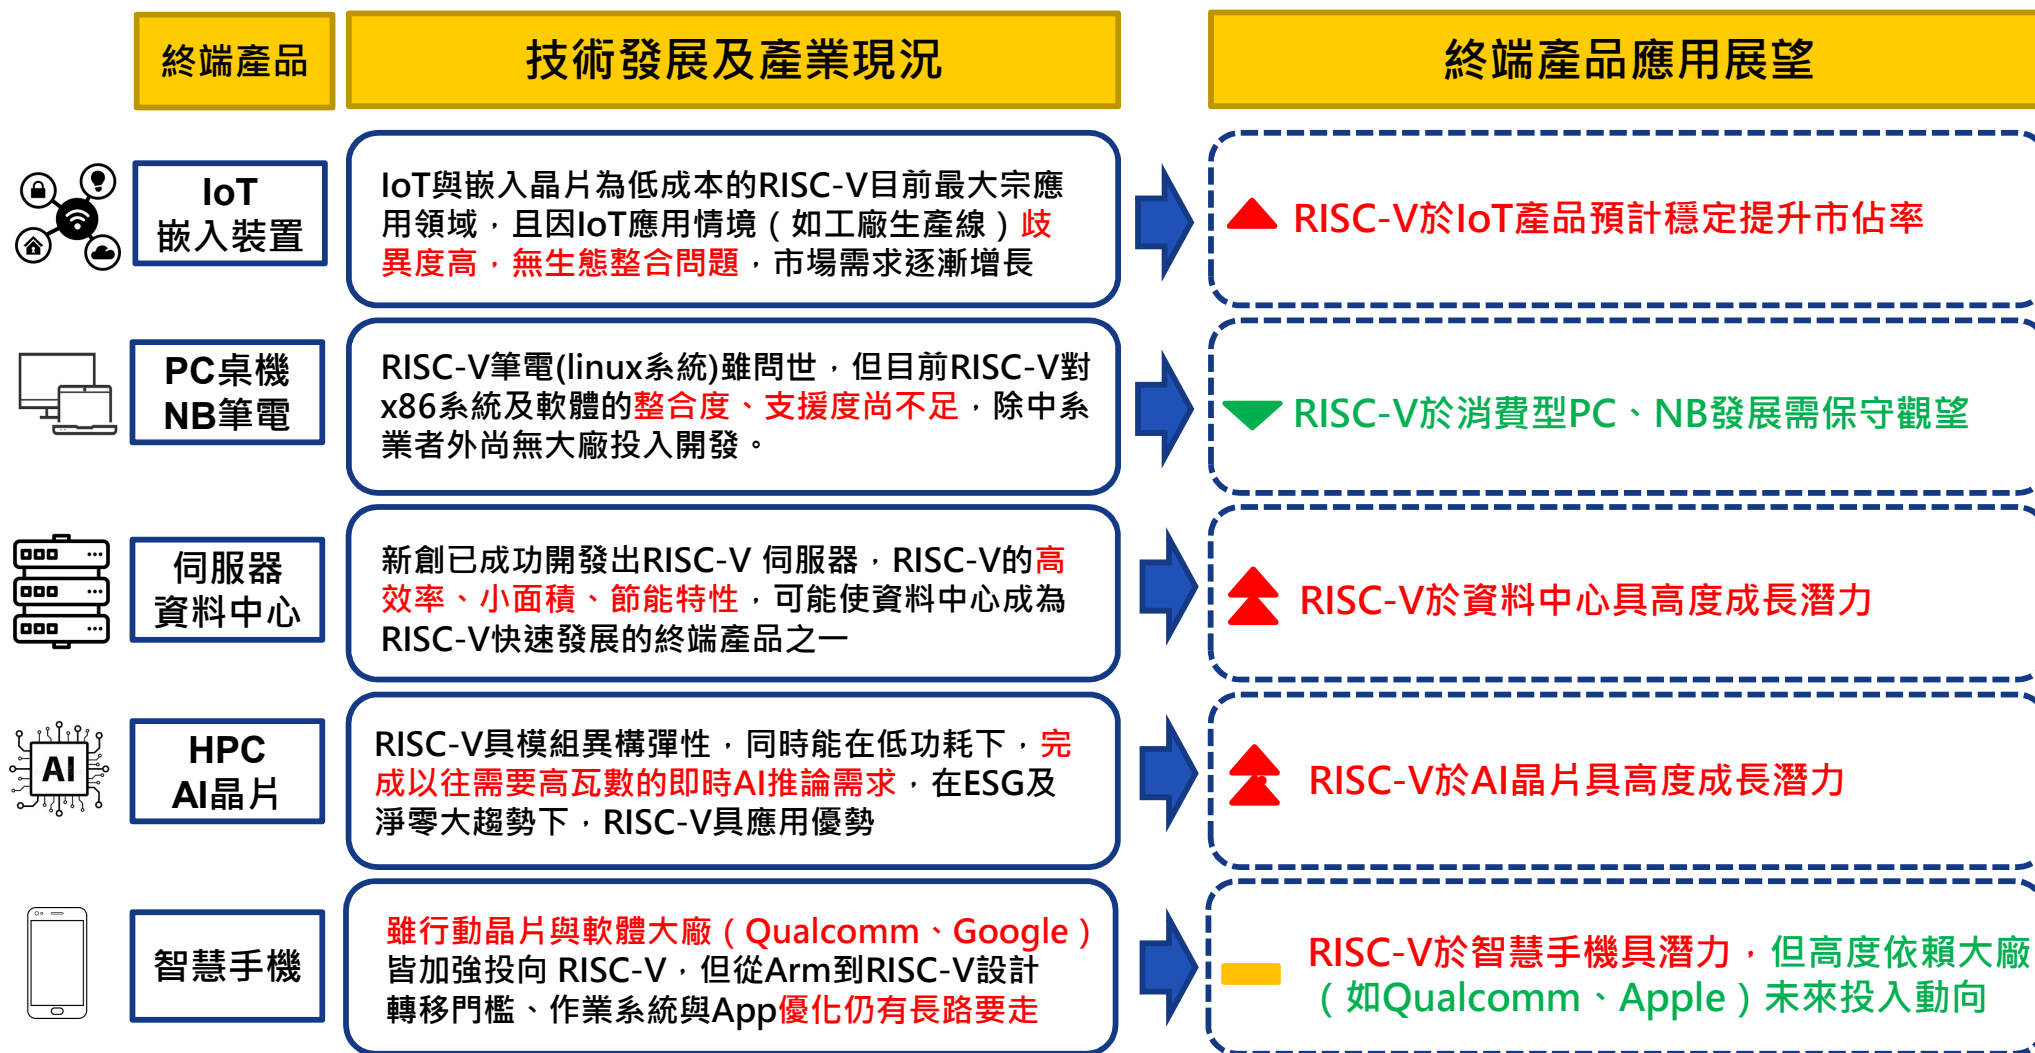 終端產品
技術發展及產業現況
終端產品應用展望
IoT
嵌入裝置
IoT與嵌入晶片為低成本的RISC-V目前最大宗應
用領域，且因IoT應用情境（如工廠生產線）歧
異度高，無生態整合問題，市場需求逐漸增長
RISC-V於IoT產品預計穩定提升市佔率
PC桌機
NB筆電
RISC-V筆電(linux系統)雖問世，但目前RISC-V對
x86系統及軟體的整合度、支援度尚不足，除中系
業者外尚無大廠投入開發。
RISC-V於消費型PC、NB發展需保守觀望
伺服器
資料中心
新創已成功開發出RISC-V 伺服器，RISC-V的高
效率、小面積、節能特性，可能使資料中心成為
RISC-V快速發展的終端產品之一
RISC-V於資料中心具高度成長潛力
AI
HPC
AI晶片
RISC-V具模組異構彈性，同時能在低功耗下，完
成以往需要高瓦數的即時AI推論需求，在ESG及
淨零大趨勢下，RISC-V具應用優勢
RISC-V於AI晶片具高度成長潛力
智慧手機
雖行動晶片與軟體大廠（Qualcomm、Google）
皆加強投向 RISC-V，但從Arm到RISC-V設計
轉移門檻、作業系統與App優化仍有長路要走
RISC-V於智慧手機具潛力，但高度依賴大廠
（如Qualcomm、Apple）未來投入動向